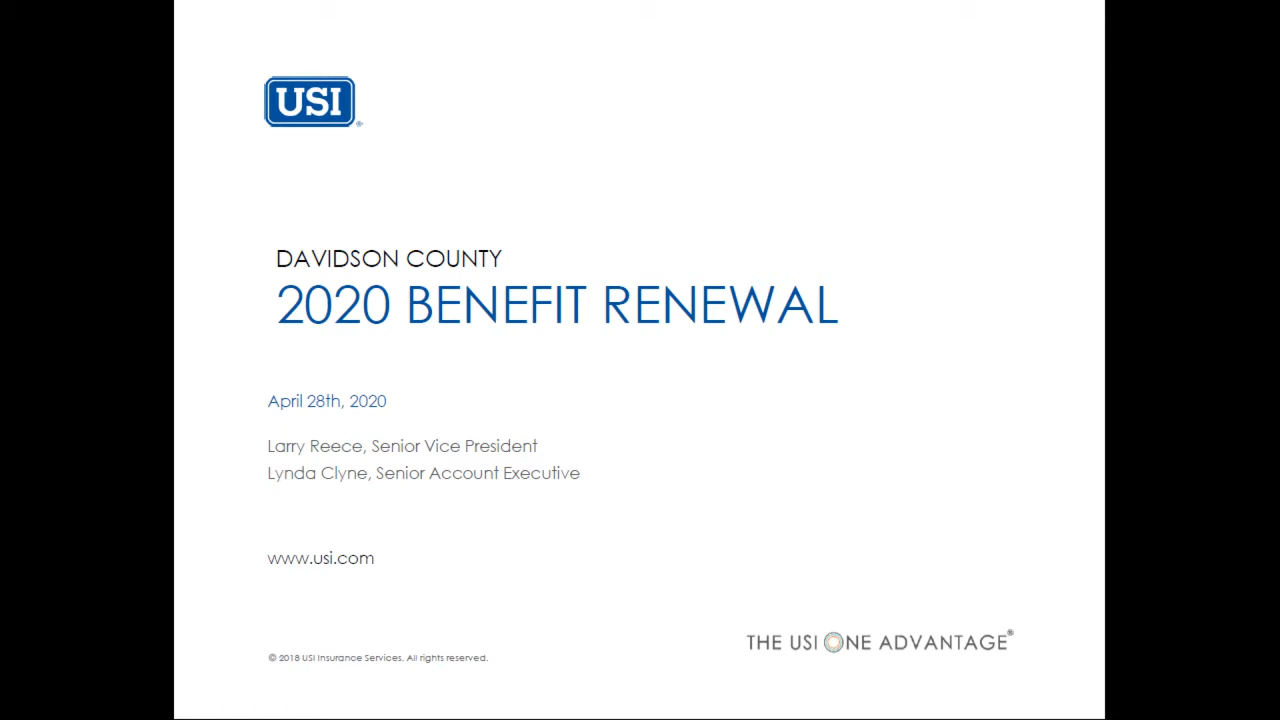 USI®
DAVIDSON COUNTY
2020 BENEFIT RENEWAL
April 28th, 2020
Larry Reece, Senior Vice President
Lynda Clyne, Senior Account Executive
www.usi.com
THE USI ONE ADVANTAGE®
© 2018 USI Insurance Services. All rights reserved.